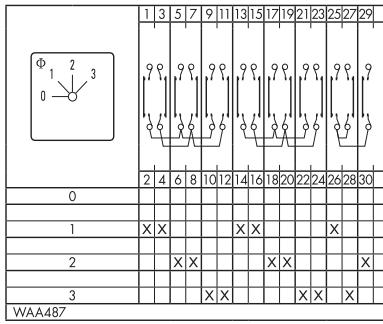 1 3 5 7 9 11 13 15 17 19 21 23 25 27 29
Φ
1 2 3
0
2 4 6 8 10 12 14 16 18 20 22 24 26 28 30
0
1 X X X X X
2 X X X X X
3 X X X X X
WAA487